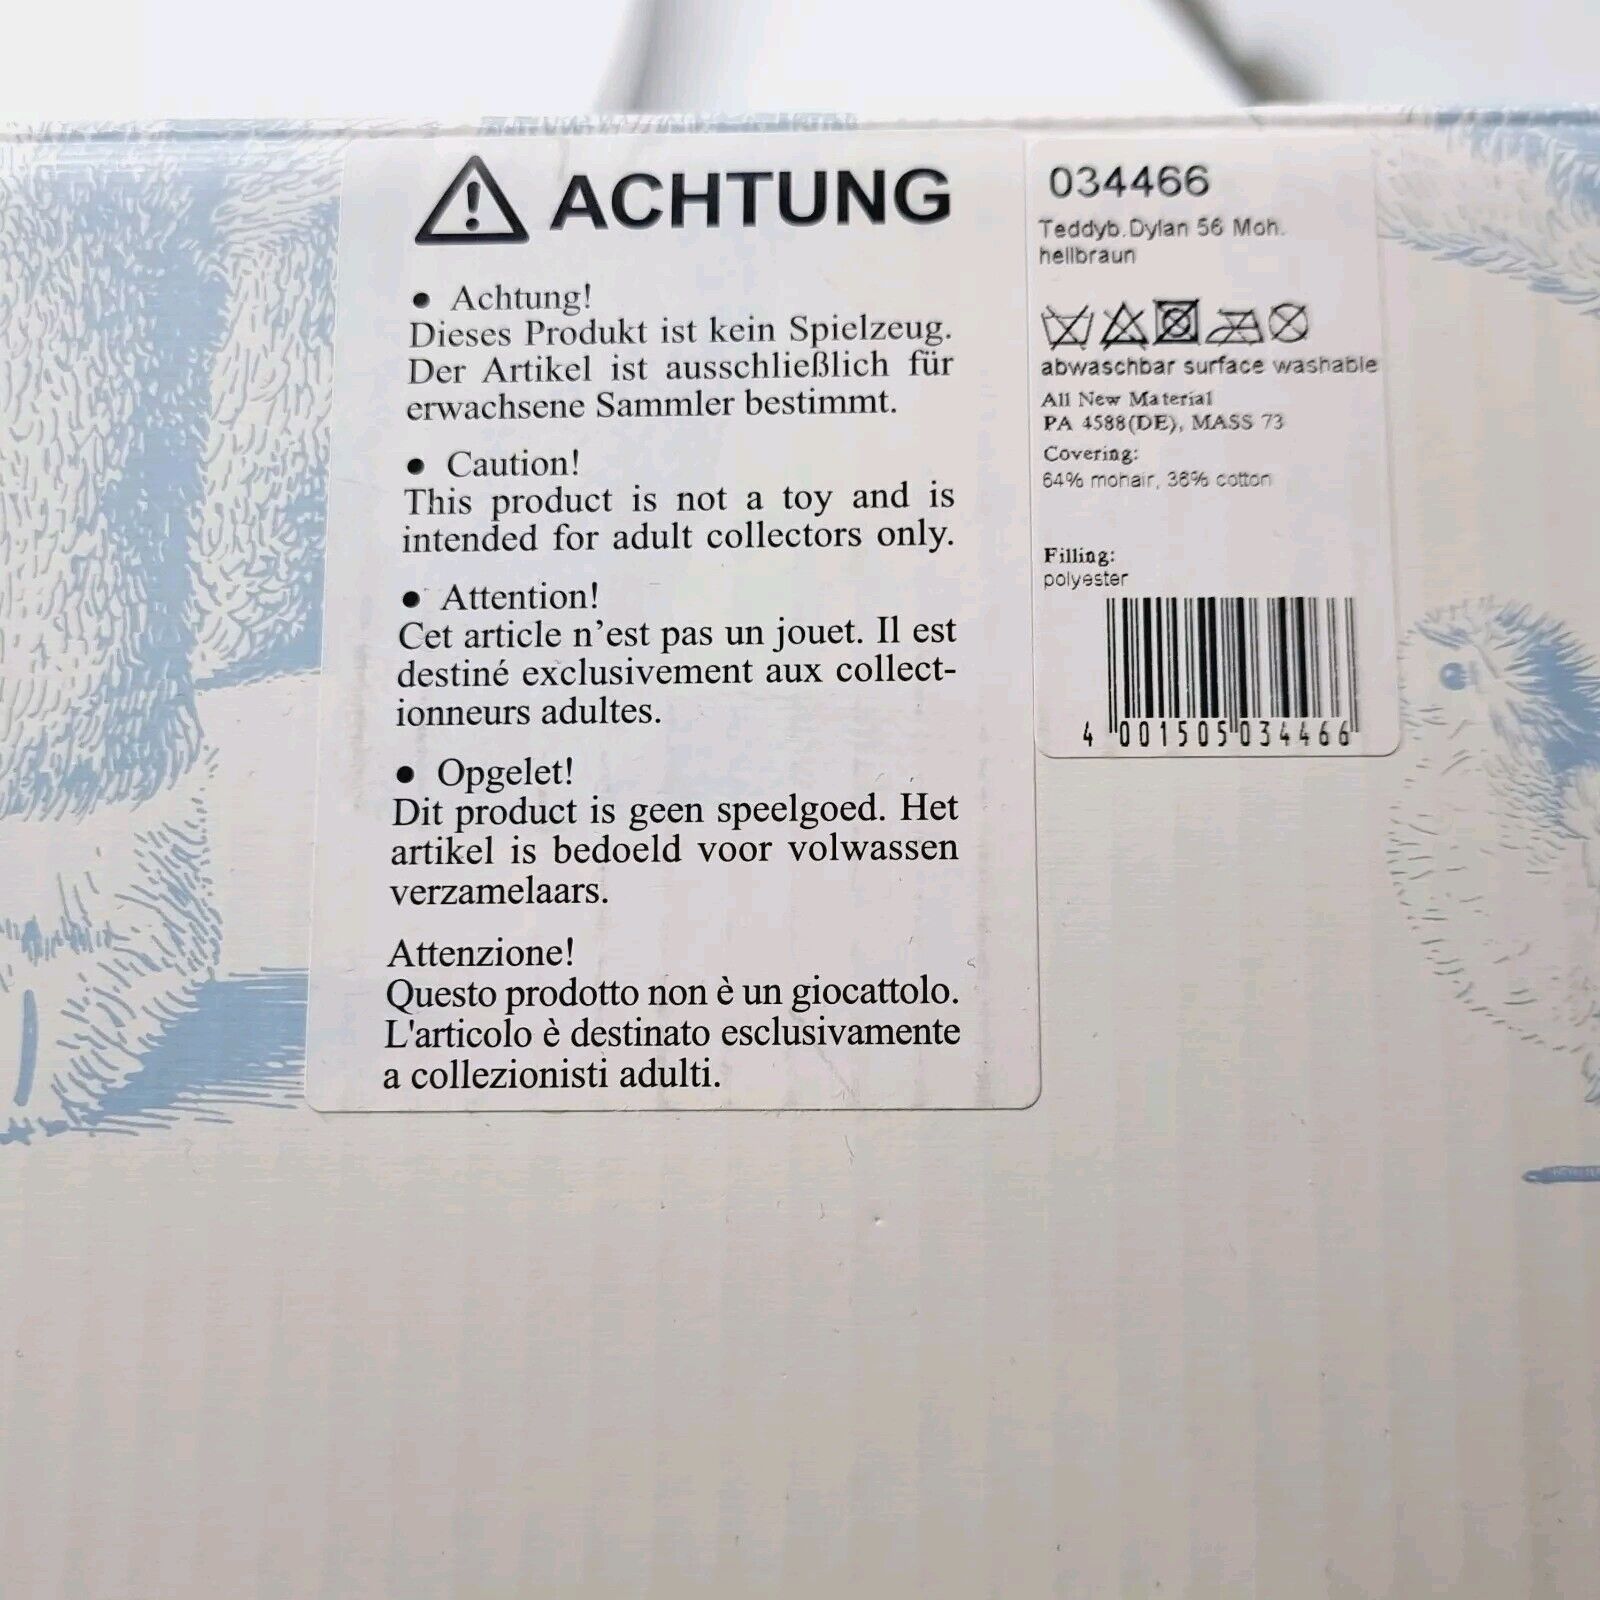 ACHTUNG
• Achtung!
Dieses Produkt ist kein Spielzeug.
Der Artikel ist ausschließlich für
erwachsene Sammler bestimmt.
• Caution!
This product is not a toy and is
intended for adult collectors only.
• Attention!
Cet article n’est pas un jouet. Il est
destiné exclusivement aux collect-
ionneurs adultes.
• Opgelet!
Dit product is geen speelgoed. Het
artikel is bedoeld voor volwassen
verzamelaars.
Attenzione!
Questo prodotto non è un giocattolo.
L'articolo è destinato esclusivamente
a collezionisti adulti.
034466
Teddyb.Dylan 56 Moh.
hellbraun
abwaschbar surface washable
All New Material
PA 4588(DE), MASS 73
Covering:
64% mohair, 36% cotton
Filling:
polyester
4 001505 034466